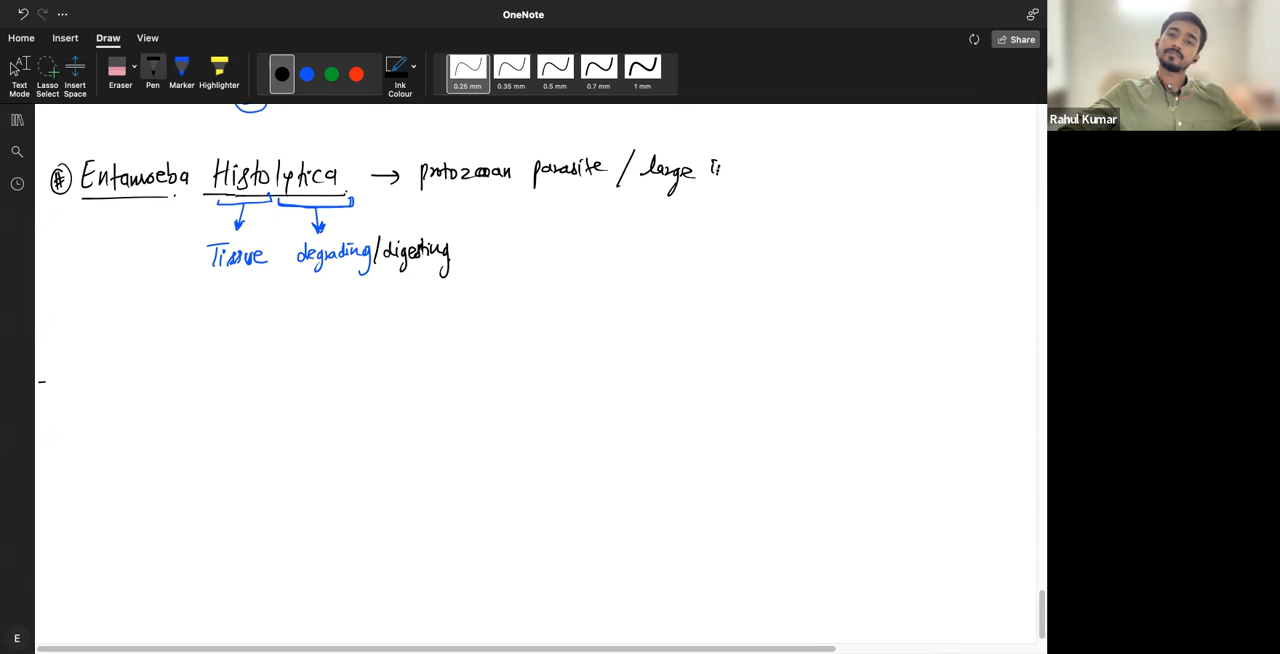 OneNote
Home Insert Draw View
Share
Text Mode
Lasso Select
Insert Space
Eraser
Pen
Marker
Highlighter
Ink Colour
0.25 mm 0.35 mm 0.5 mm 0.7 mm 1 mm
Rahul Kumar
# Entamoeba Histolytica → protozoan parasite / large i
Tissue degrading/digesting
E